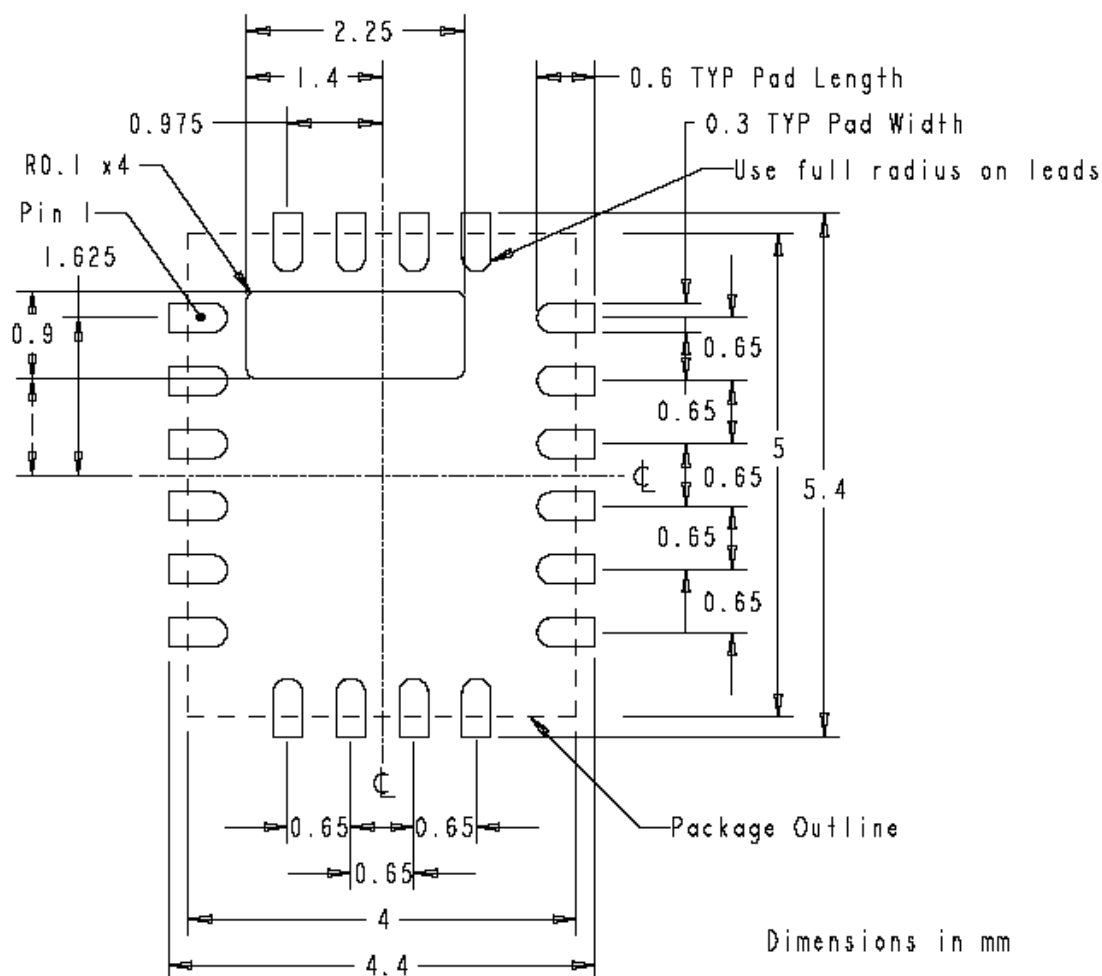 2.25
1.4
0.6 TYP Pad Length
0.975
0.3 TYP Pad Width
R0.1 x4
Use full radius on leads
Pin 1
1.625
0.9
0.65
0.65
5
0.65
5.4
0.65
0.65
0.65
0.65
Package Outline
0.65
4
Dimensions in mm
4.4